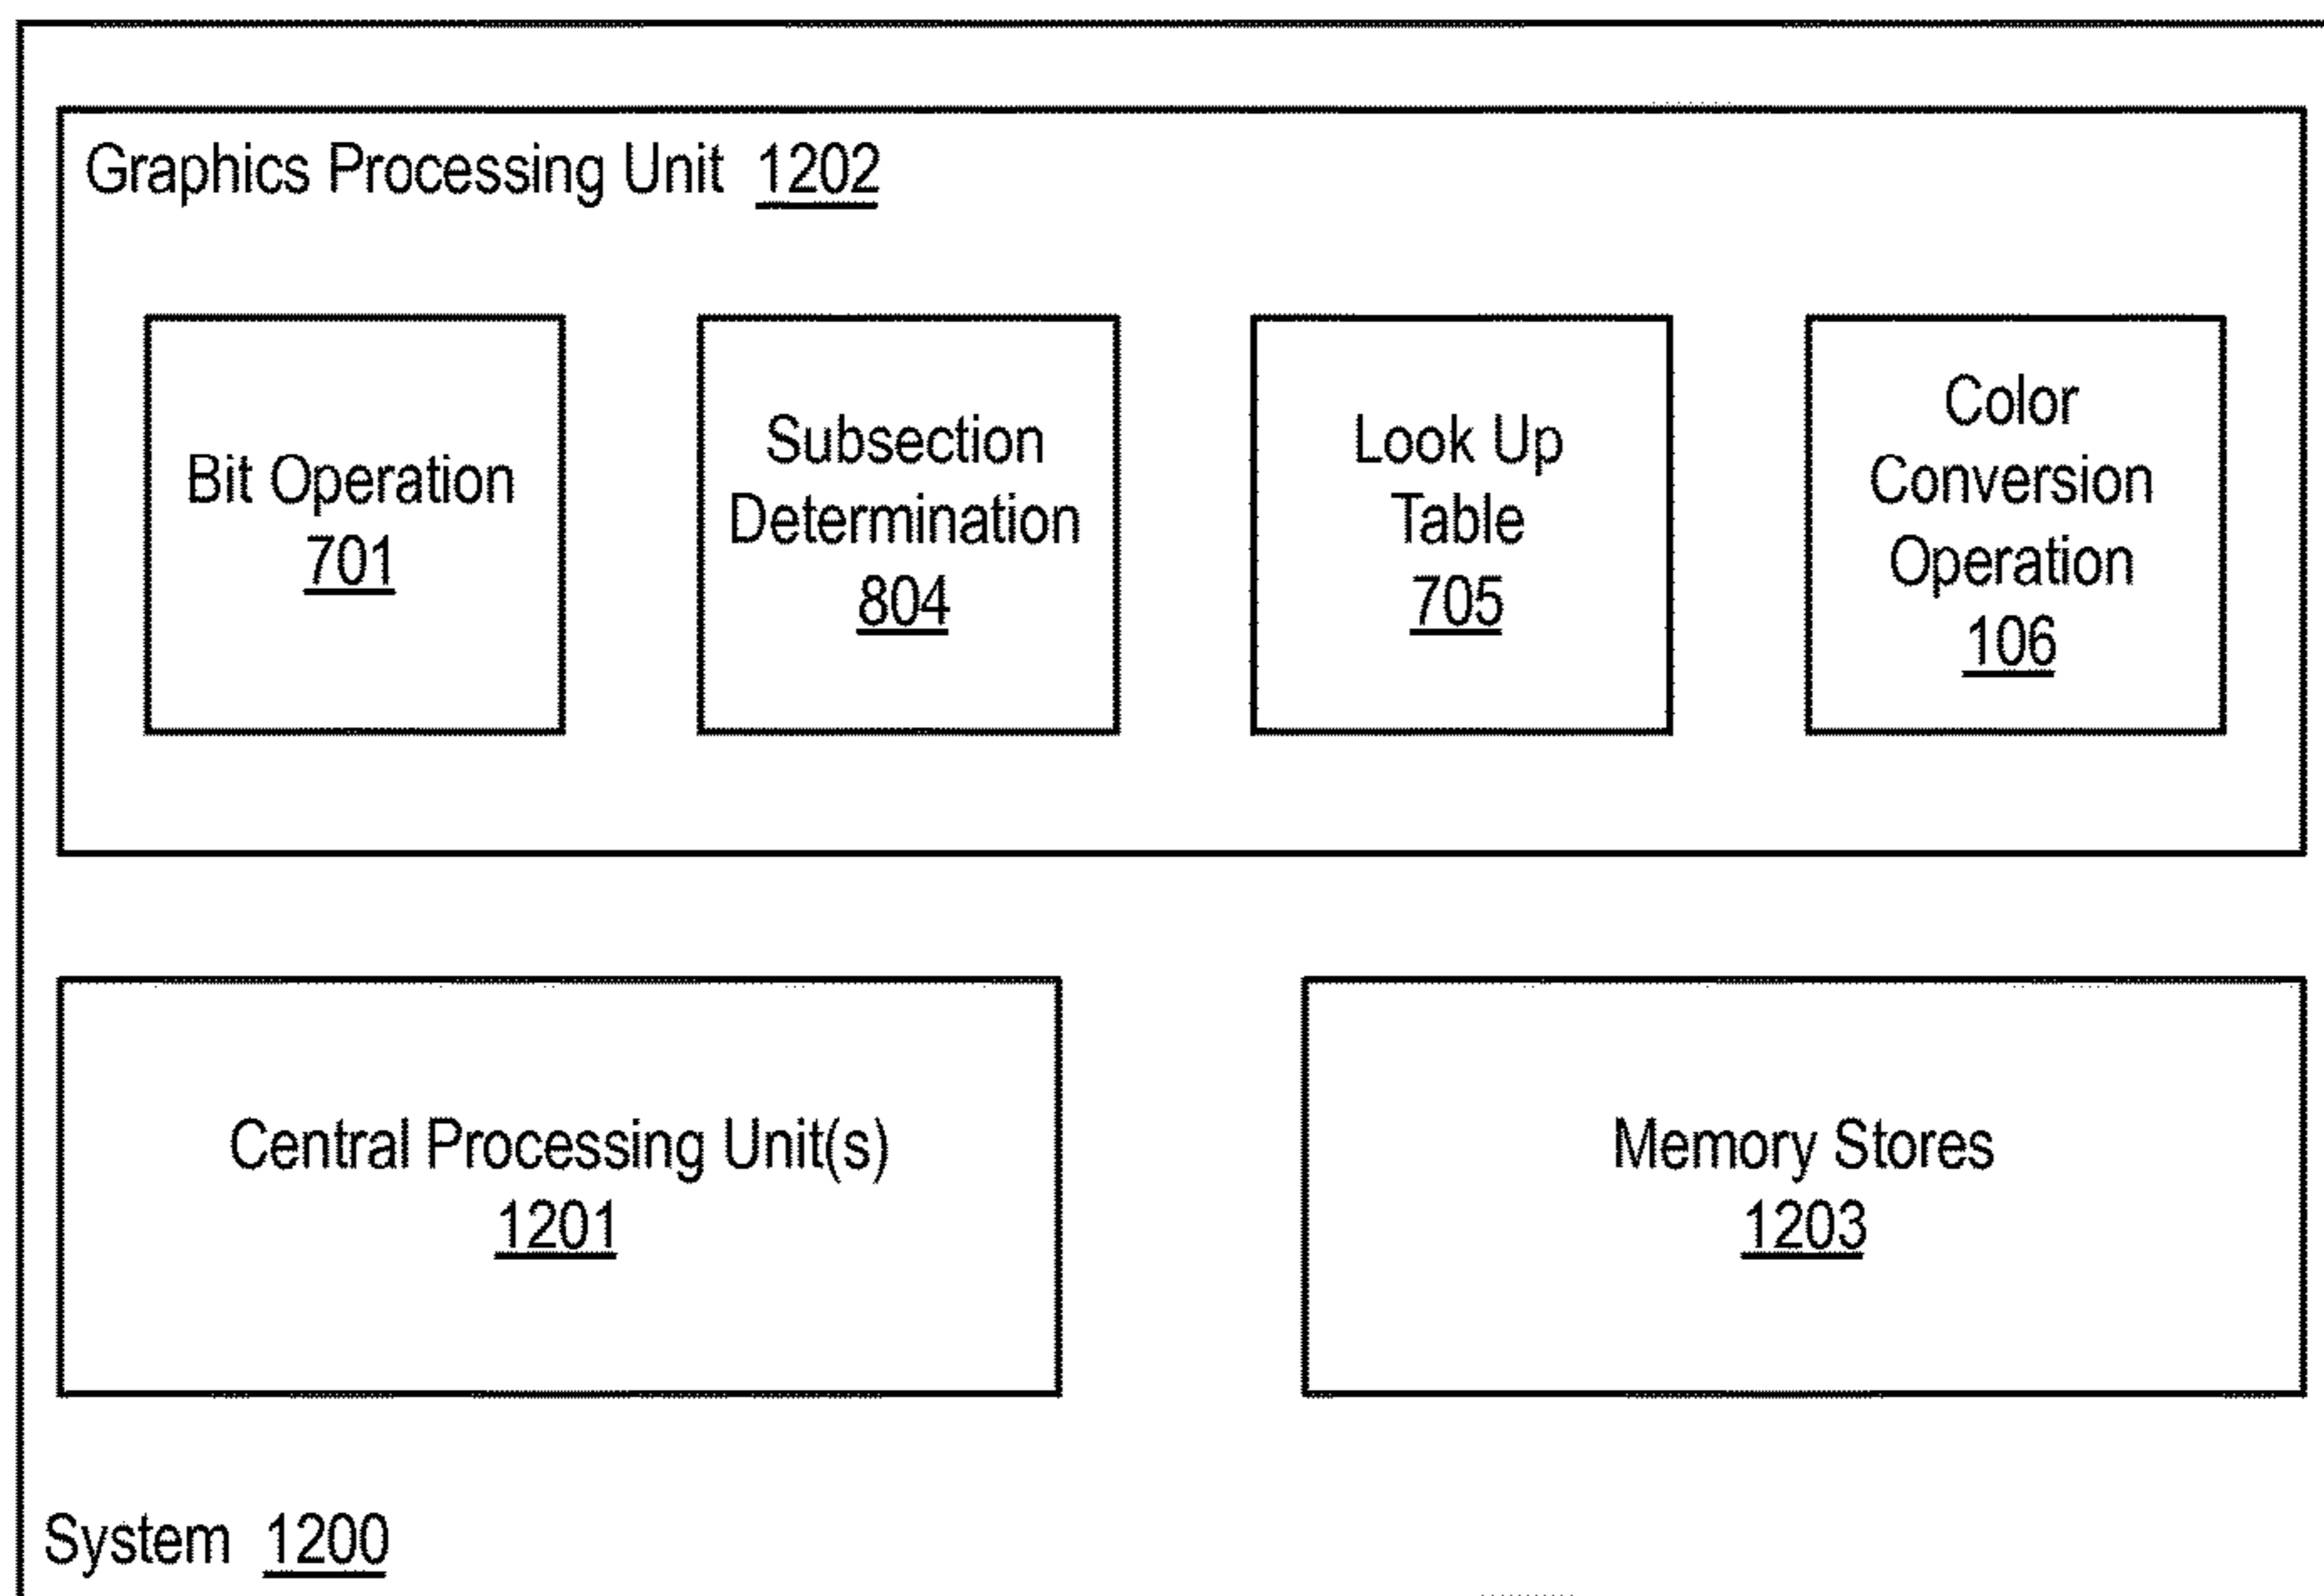 Graphics Processing Unit 1202
Bit Operation
701
Subsection
Determination
804
Look Up
Table
705
Color
Conversion
Operation
106
Central Processing Unit(s)
1201
Memory Stores
1203
System 1200